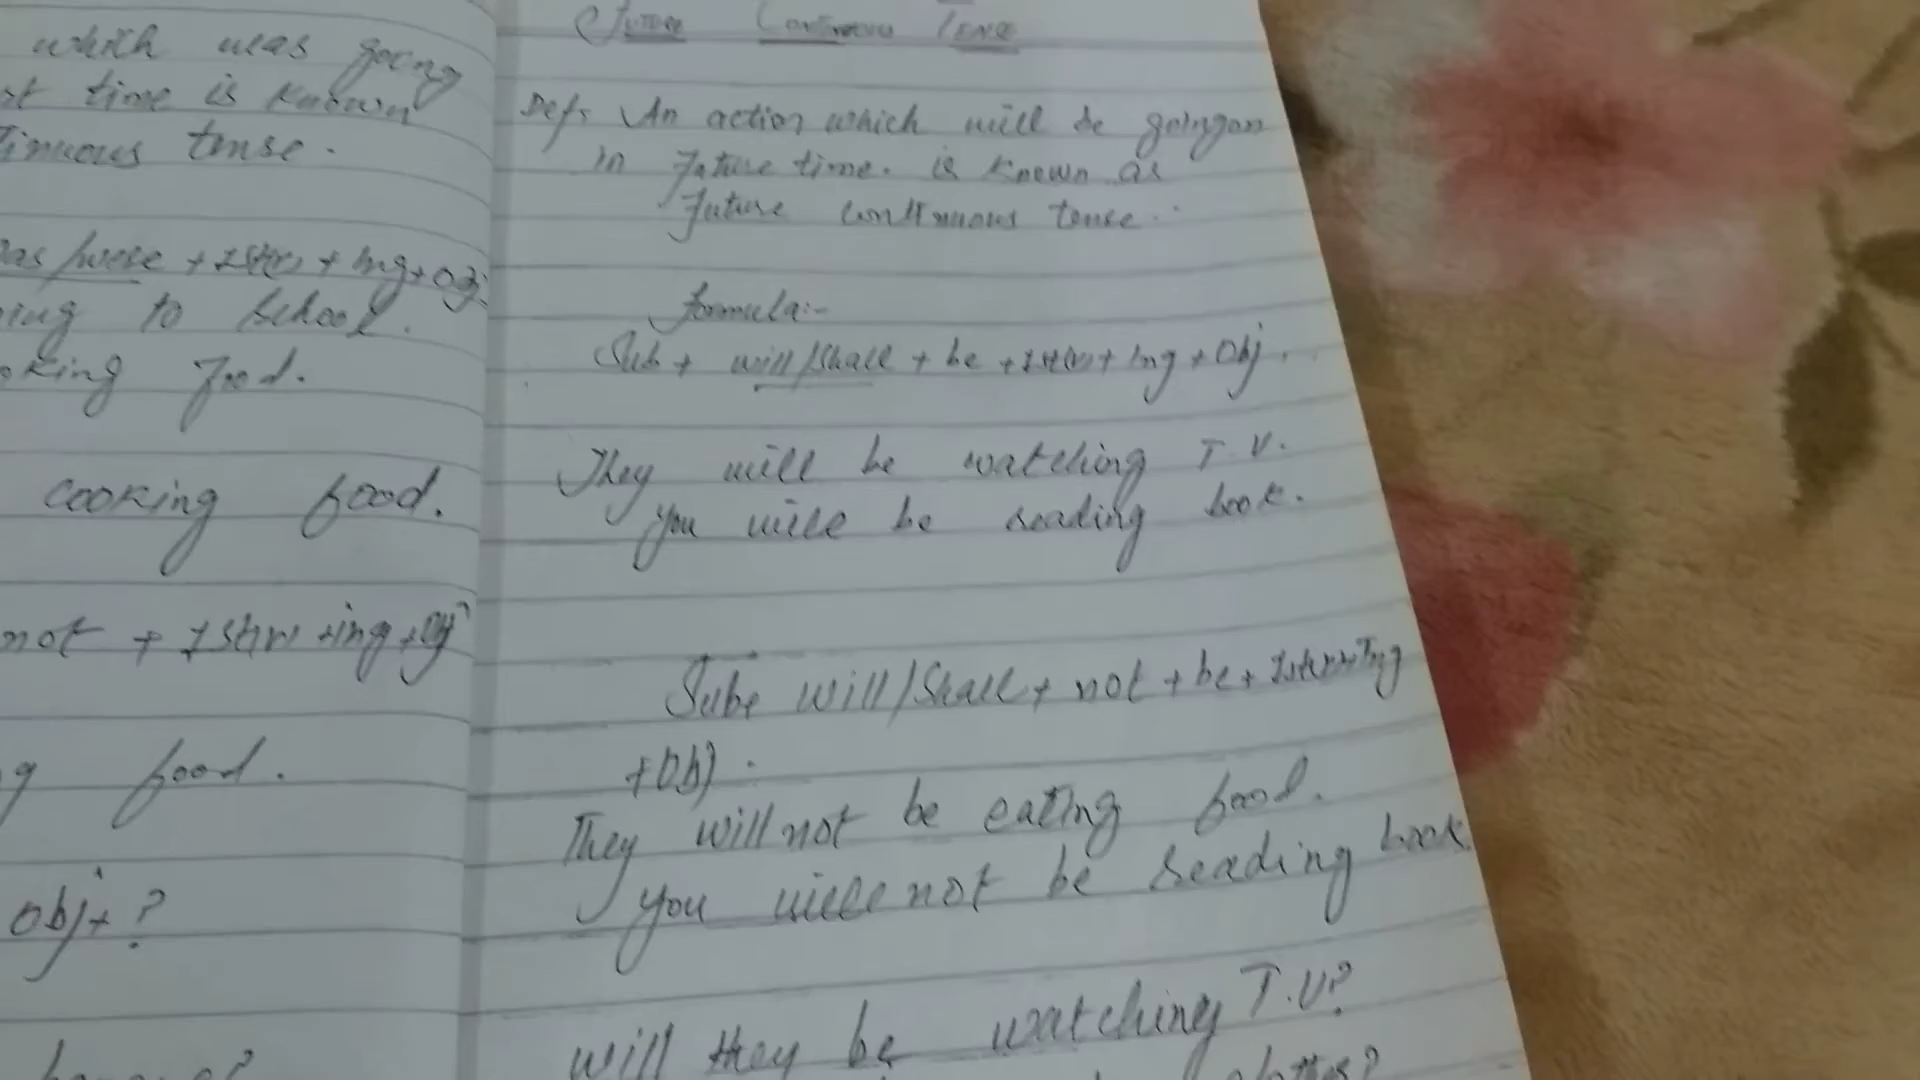 which was going
st time is known
tinuous tense.
was/were + 1st(v) + ing + obj
ing to school.
oking food.
cooking food.
not + 1st(v) + ing + obj
g food.
obj + ?
Future Continuous Tense
Def: An action which will be going on
in Future time. is known as
Future continuous tense.
formula:-
Sub + will/shall + be + 1st(v) + ing + Obj.
They will be watching T.V.
you will be reading book.
Sub+ will/Shall + not + be + 1st(v)+Ing
+Obj.
They will not be eating food.
you will not be reading book
will they be watching T.V?